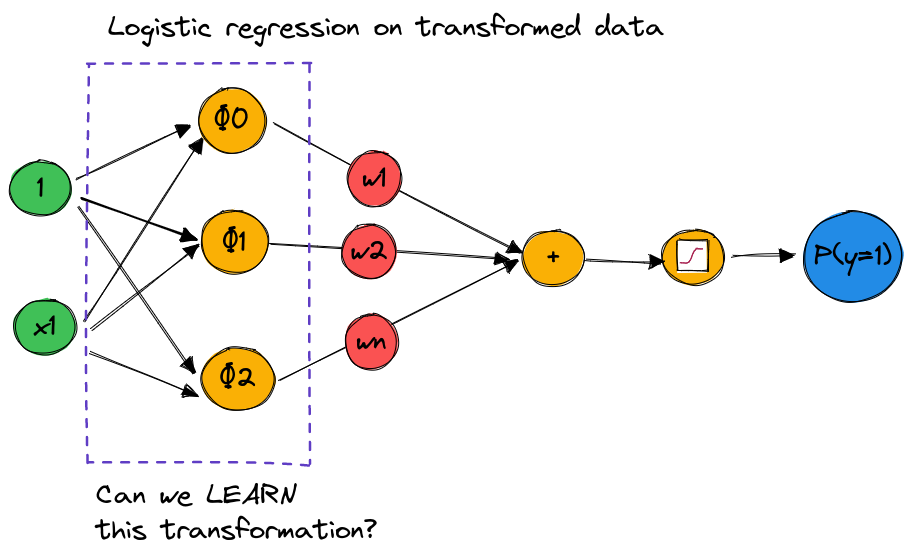 Logistic regression on transformed data
Φ0
1
w1
Φ1
w2
+
P(y=1)
x1
wn
Φ2
Can we LEARN
this transformation?